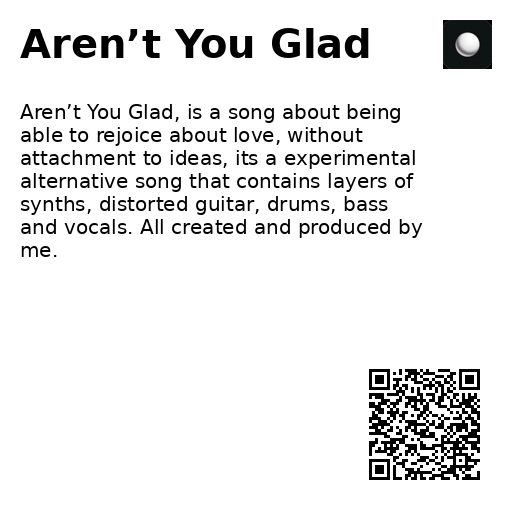 Aren’t You Glad
Aren’t You Glad, is a song about being
able to rejoice about love, without
attachment to ideas, its a experimental
alternative song that contains layers of
synths, distorted guitar, drums, bass
and vocals. All created and produced by
me.